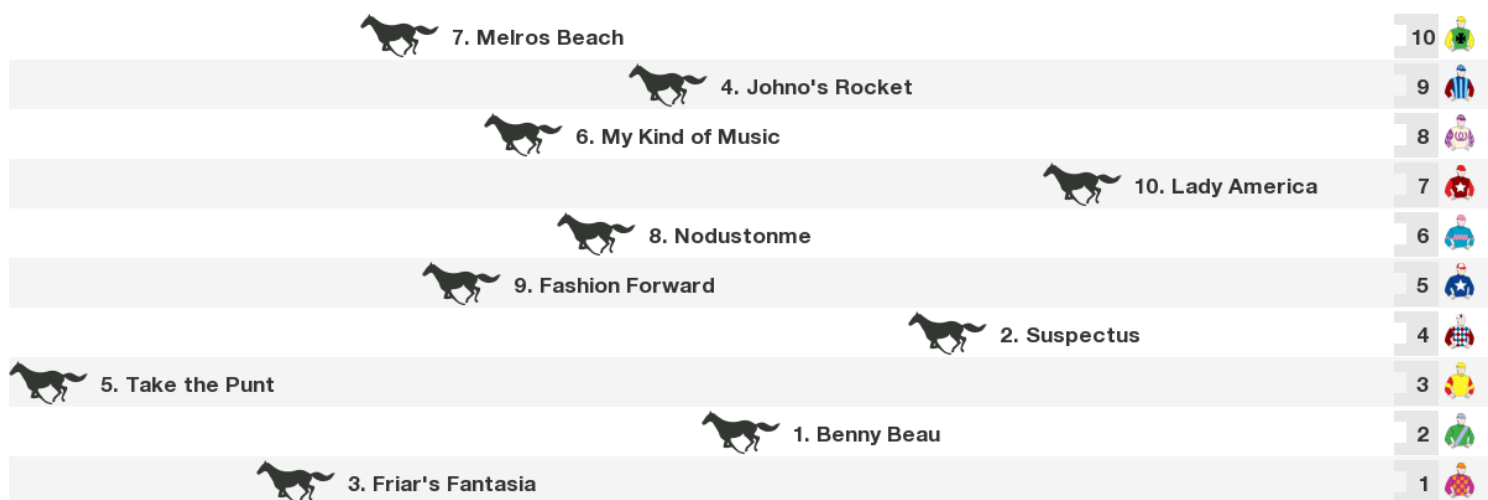 7. Melros Beach 10
4. Johno's Rocket 9
6. My Kind of Music 8
10. Lady America 7
8. Nodustonme 6
9. Fashion Forward 5
2. Suspectus 4
5. Take the Punt 3
1. Benny Beau 2
3. Friar's Fantasia 1